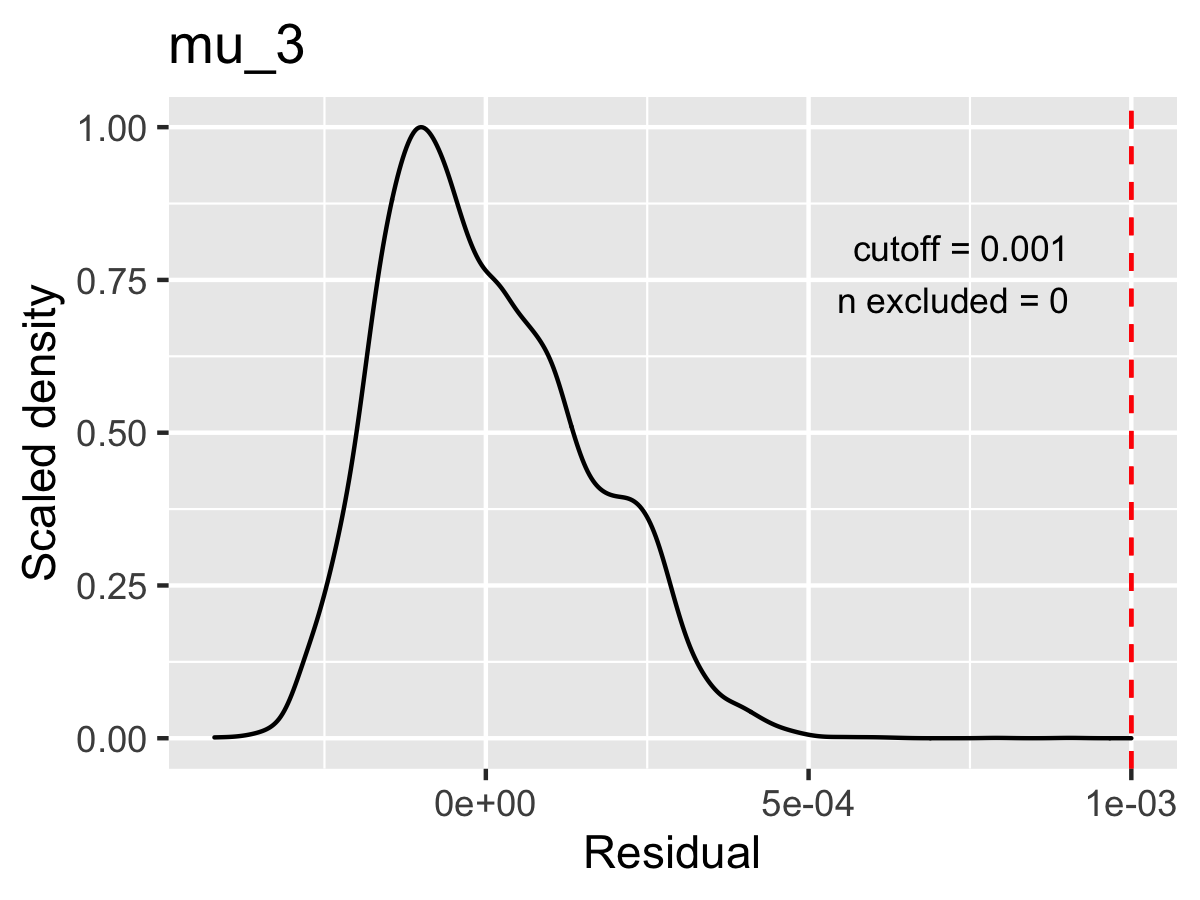 mu_3
1.00
0.75
0.50
0.25
0.00
Scaled density
cutoff = 0.001
n excluded = 0
0e+00
5e-04
1e-03
Residual